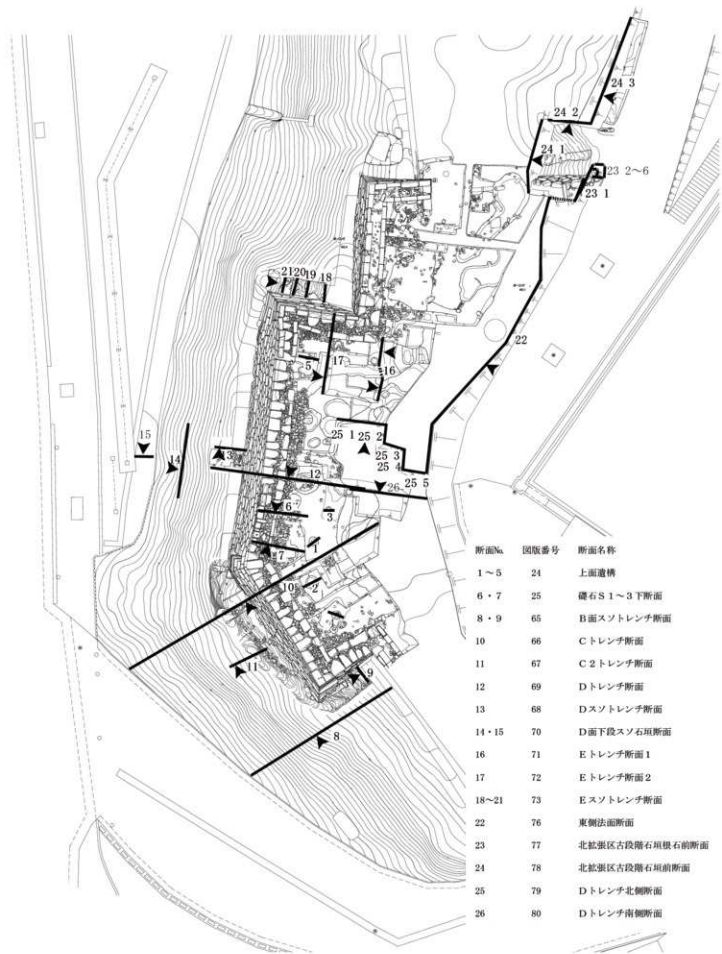 24 3
24 2
24 1
23 2～6
23 1
21 20 19 18
17
5
16
22
15
14
13
25 1
25 2
25 3
25 4
25 5
12
26
6
3
7
1
10
2
11
9
8
断面No. 図版番号 断面名称
1～5 24 上面遺構
6・7 25 礎石S1～3下断面
8・9 65 B面スソトレンチ断面
10 66 Cトレンチ断面
11 67 C2トレンチ断面
12 69 Dトレンチ断面
13 68 Dスソトレンチ断面
14・15 70 D面下段スソ石垣断面
16 71 Eトレンチ断面1
17 72 Eトレンチ断面2
18～21 73 Eスソトレンチ断面
22 76 東側法面断面
23 77 北拡張区古段階石垣根石前断面
24 78 北拡張区古段階石垣前断面
25 79 Dトレンチ北側断面
26 80 Dトレンチ南側断面